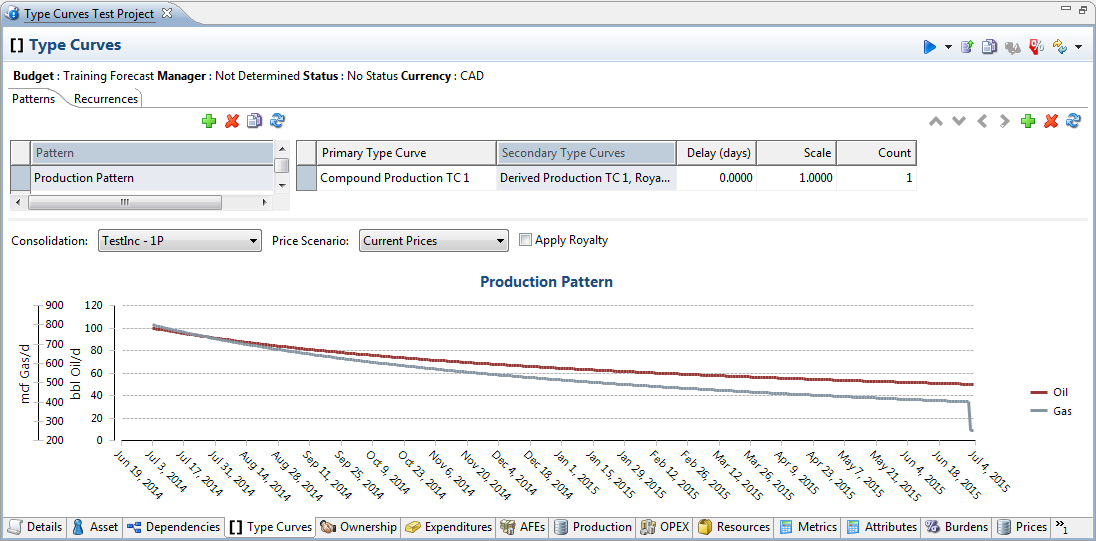 Type Curves Test Project
[] Type Curves
Budget : Training Forecast Manager : Not Determined Status : No Status Currency : CAD
Patterns Recurrences
Pattern
Production Pattern
Primary Type Curve Secondary Type Curves Delay (days) Scale Count
Compound Production TC 1 Derived Production TC 1, Roya... 0.0000 1.0000 1
Consolidation: TestInc - 1P Price Scenario: Current Prices Apply Royalty
Production Pattern
mcf Gas/d
900
800
700
600
500
400
300
200
bbl Oil/d
120
100
80
60
40
20
0
Oil
Gas
Jun 19, 2014
Jul 3, 2014
Jul 17, 2014
Jul 31, 2014
Aug 14, 2014
Aug 28, 2014
Sep 11, 2014
Sep 25, 2014
Oct 9, 2014
Oct 23, 2014
Nov 6, 2014
Nov 20, 2014
Dec 4, 2014
Dec 18, 2014
Jan 1, 2015
Jan 15, 2015
Jan 29, 2015
Feb 12, 2015
Feb 26, 2015
Mar 12, 2015
Mar 26, 2015
Apr 9, 2015
Apr 23, 2015
May 7, 2015
May 21, 2015
Jun 4, 2015
Jun 18, 2015
Jul 4, 2015
Details Asset Dependencies [] Type Curves Ownership Expenditures AFEs Production OPEX Resources Metrics Attributes Burdens Prices »1